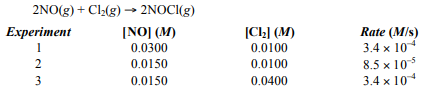 2NO(g) + Cl₂(g) → 2NOCl(g)
Experiment [NO] (M) [Cl₂] (M) Rate (M/s)
1 0.0300 0.0100 3.4 × 10⁻⁴
2 0.0150 0.0100 8.5 × 10⁻⁵
3 0.0150 0.0400 3.4 × 10⁻⁴